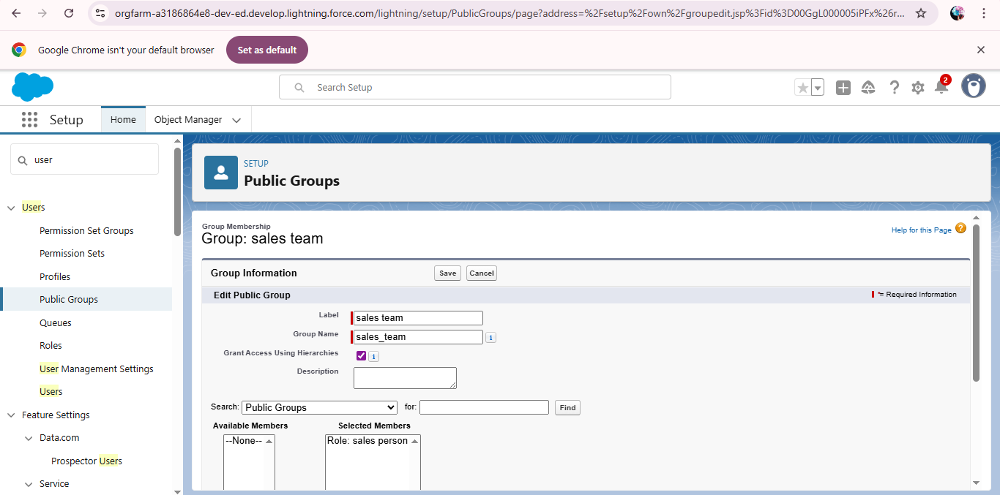 orgfarm-a3186864e8-dev-ed.develop.lightning.force.com/lightning/setup/PublicGroups/page?address=%2Fsetup%2Fown%2Fgroupedit.jsp%3Fid%3D00GgL000005iPFx%26r...
Google Chrome isn't your default browser
Set as default
Search Setup
2
Setup
Home
Object Manager
user
Users
Permission Set Groups
Permission Sets
Profiles
Public Groups
Queues
Roles
User Management Settings
Users
Feature Settings
Data.com
Prospector Users
Service
SETUP
Public Groups
Group Membership
Group: sales team
Help for this Page ?
Group Information
Save
Cancel
Edit Public Group
= Required Information
Label
sales team
Group Name
sales_team
i
Grant Access Using Hierarchies
i
Description
Search:
Public Groups
for:
Find
Available Members
Selected Members
--None--
Role: sales person